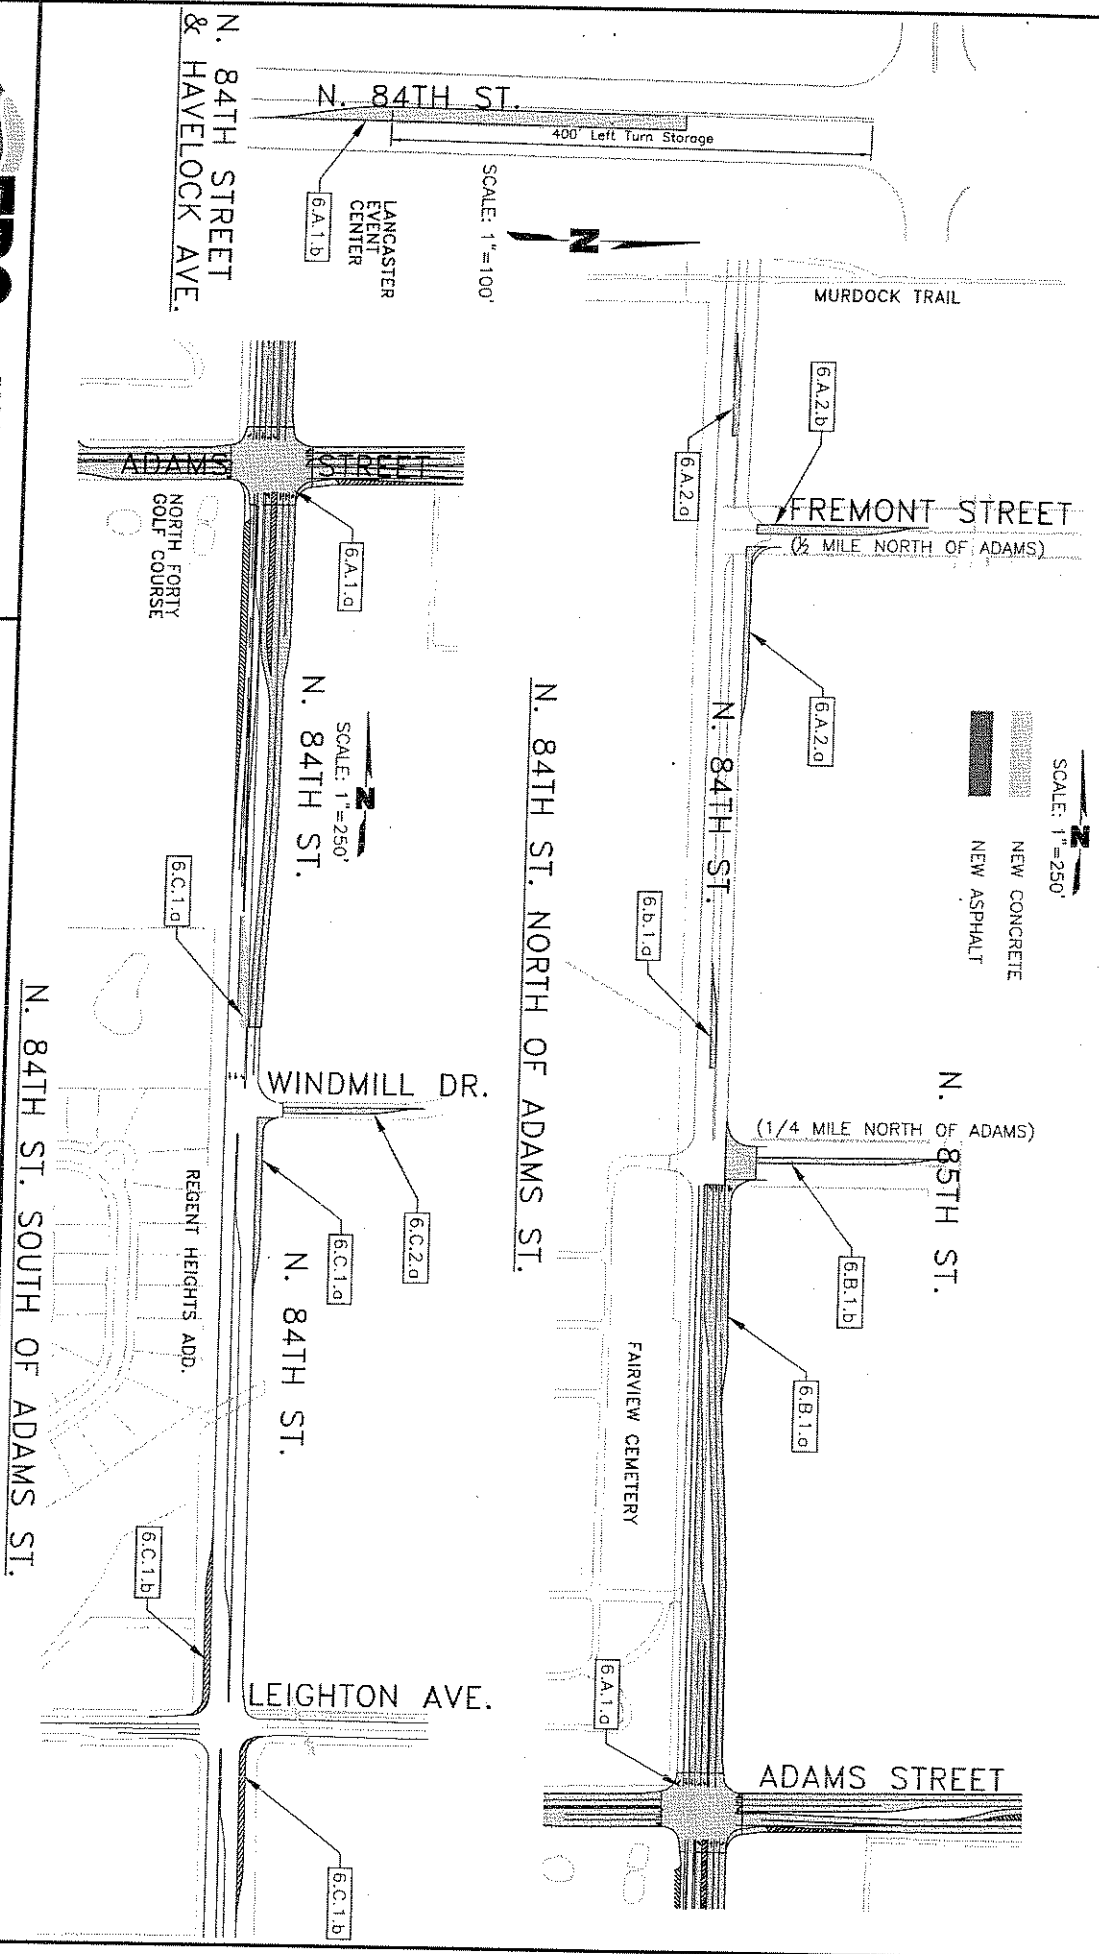 SCALE: 1"=250'
NEW CONCRETE
NEW ASPHALT
MURDOCK TRAIL
FREMONT STREET
(½ MILE NORTH OF ADAMS)
6.A.2.b
6.A.2.a
6.A.2.a
N. 84TH ST.
6.b.1.a
N. 85TH ST.
(1/4 MILE NORTH OF ADAMS)
6.B.1.b
6.B.1.a
FAIRVIEW CEMETERY
6.A.1.a
ADAMS STREET
N. 84TH ST. NORTH OF ADAMS ST.
N. 84TH ST.
400' Left Turn Storage
6.A.1.b
LANCASTER
EVENT
CENTER
SCALE: 1"=100'
N
N. 84TH STREET
& HAVELOCK AVE.
ADAMS STREET
6.A.1.a
NORTH FORTY
GOLF COURSE
N. 84TH ST.
SCALE: 1"=250'
N
6.C.1.a
WINDMILL DR.
6.C.2.a
6.C.1.a
N. 84TH ST.
REGENT HEIGHTS ADD.
6.C.1.b
LEIGHTON AVE.
6.C.1.b
N. 84TH ST. SOUTH OF ADAMS ST.
N